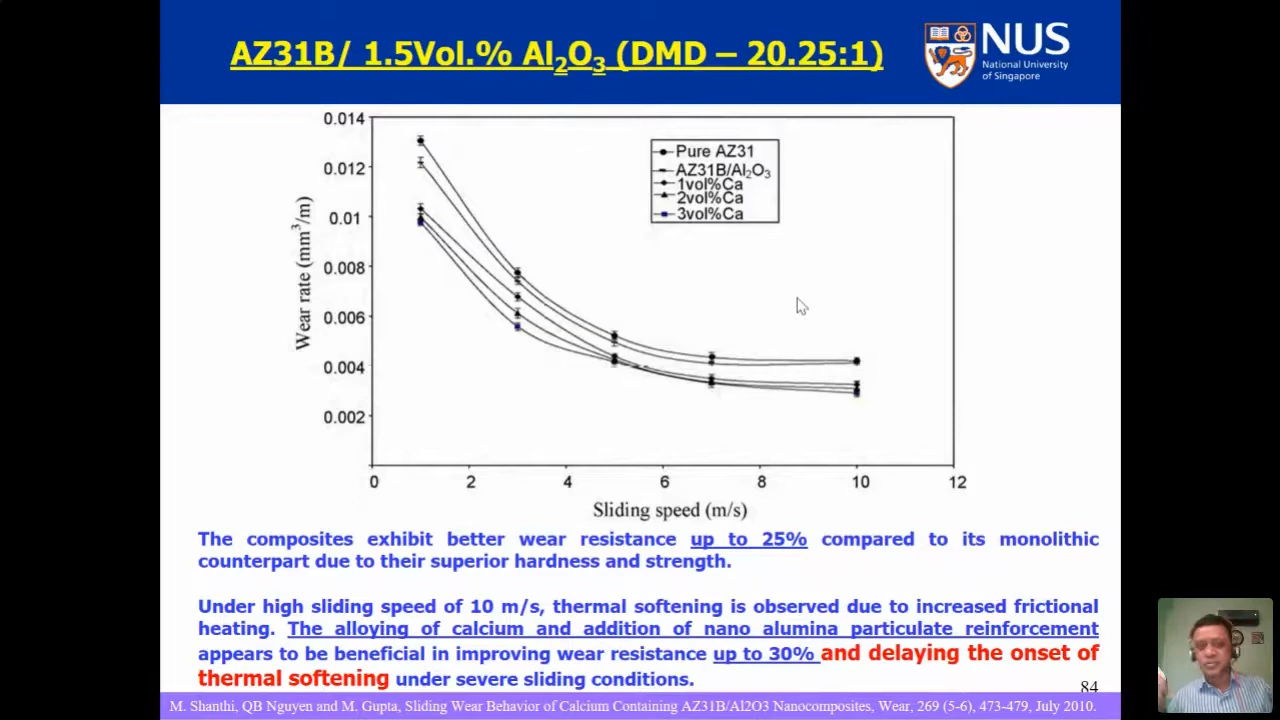 AZ31B/ 1.5Vol.% Al2O3 (DMD – 20.25:1)
NUS
National University
of Singapore
0.014
0.012
0.01
0.008
0.006
0.004
0.002
Wear rate (mm³/m)
Pure AZ31
AZ31B/Al2O3
1vol%Ca
2vol%Ca
3vol%Ca
0 2 4 6 8 10 12
Sliding speed (m/s)
The composites exhibit better wear resistance up to 25% compared to its monolithic
counterpart due to their superior hardness and strength.
Under high sliding speed of 10 m/s, thermal softening is observed due to increased frictional
heating. The alloying of calcium and addition of nano alumina particulate reinforcement
appears to be beneficial in improving wear resistance up to 30% and delaying the onset of
thermal softening under severe sliding conditions.
84
M. Shanthi, QB Nguyen and M. Gupta, Sliding Wear Behavior of Calcium Containing AZ31B/Al2O3 Nanocomposites, Wear, 269 (5-6), 473-479, July 2010.